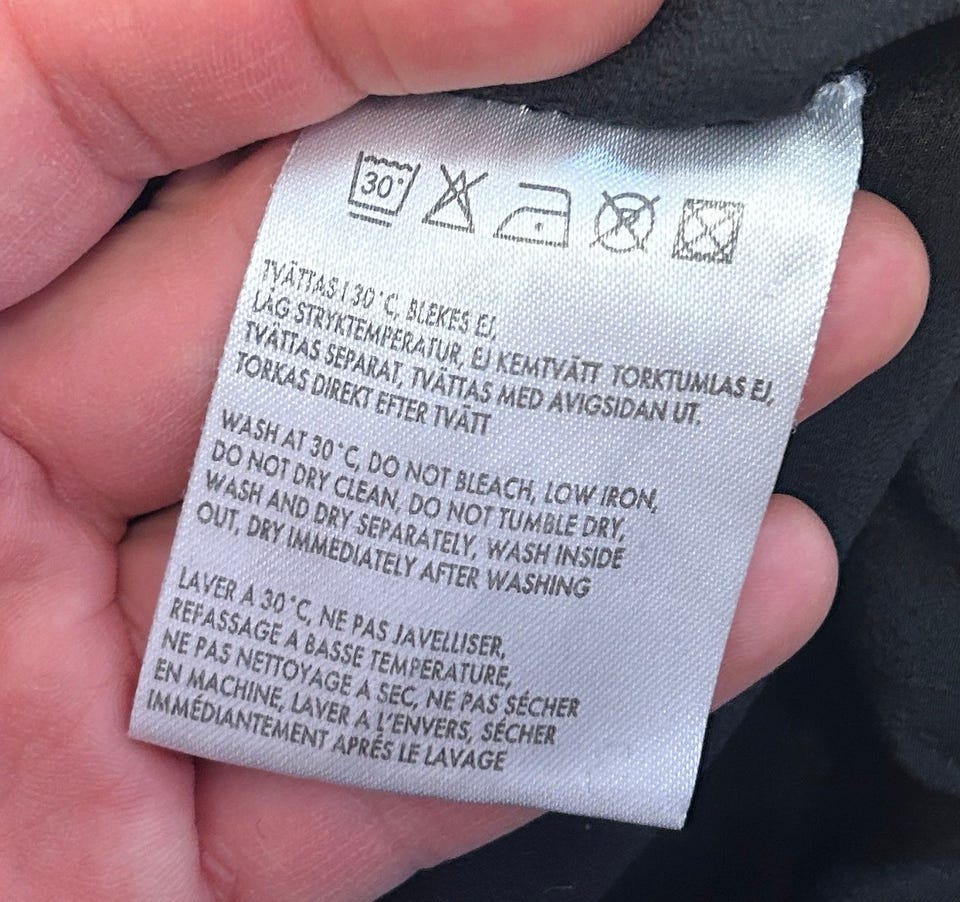 30°
P
TVÄTTAS I 30°C, BLEKES EJ,
LÅG STRYKTEMPERATUR, EJ KEMTVÄTT TORKTUMLAS EJ,
TVÄTTAS SEPARAT, TVÄTTAS MED AVIGSIDAN UT.
TORKAS DIREKT EFTER TVÄTT
WASH AT 30°C, DO NOT BLEACH, LOW IRON,
DO NOT DRY CLEAN, DO NOT TUMBLE DRY,
WASH AND DRY SEPARATELY, WASH INSIDE
OUT, DRY IMMEDIATELY AFTER WASHING
LAVER A 30°C, NE PAS JAVELLISER,
REPASSAGE A BASSE TEMPERATURE,
NE PAS NETTOYAGE A SEC, NE PAS SÉCHER
EN MACHINE, LAVER A L'ENVERS, SÉCHER
IMMÉDIANTEMENT APRÉS LE LAVAGE